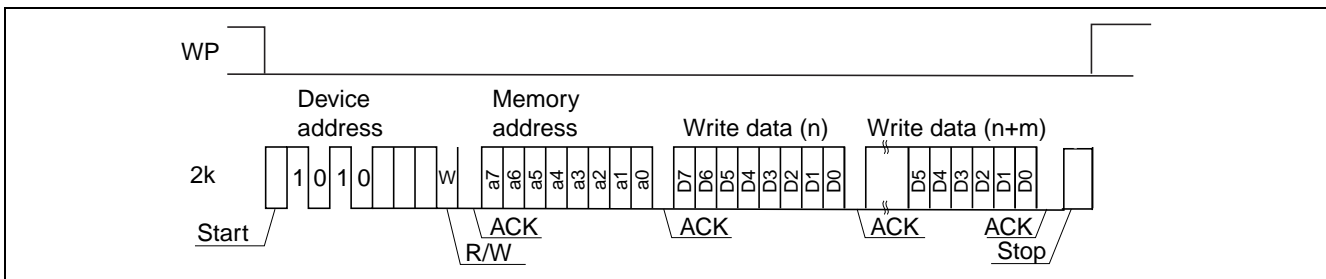 WP
Device address
Memory address
Write data (n)
Write data (n+m)
2k
1 0 1 0 W a7 a6 a5 a4 a3 a2 a1 a0 D7 D6 D5 D4 D3 D2 D1 D0 D5 D4 D3 D2 D1 D0
Start
R/W
ACK
ACK
ACK
ACK
Stop